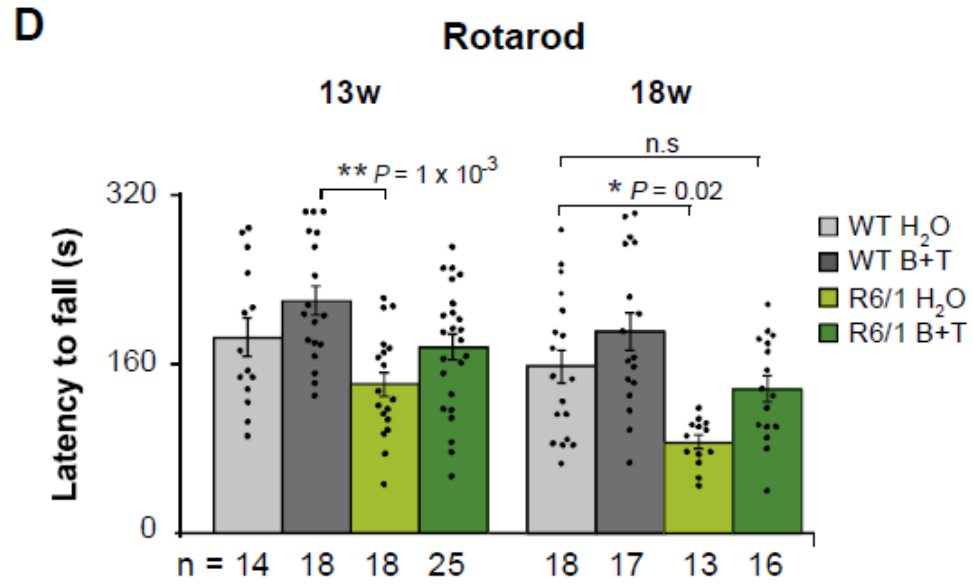 D
Rotarod
13w
18w
n.s
** P = 1 x 10⁻³
* P = 0.02
320
160
0
Latency to fall (s)
WT H₂O
WT B+T
R6/1 H₂O
R6/1 B+T
n = 14 18 18 25 18 17 13 16